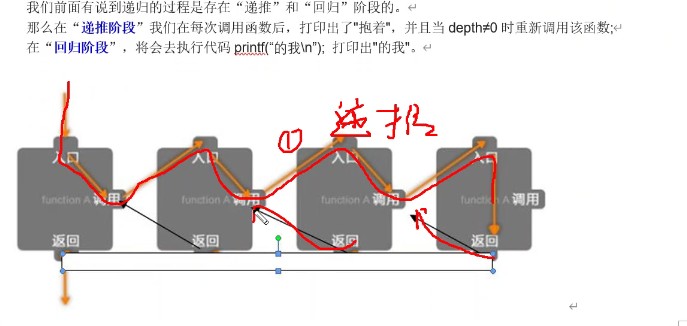 我们前面有说到递归的过程是存在“递推”和“回归”阶段的。
那么在“递推阶段”我们在每次调用函数后，打印出了"抱着"，并且当 depth≠0 时重新调用该函数;
在“回归阶段”，将会去执行代码 printf(“的我\n”); 打印出"的我"。
① 递推
入口 入口 入口 入口
function A 调用 function A 调用 function A 调用 function A 调用
返回 返回 返回 返回